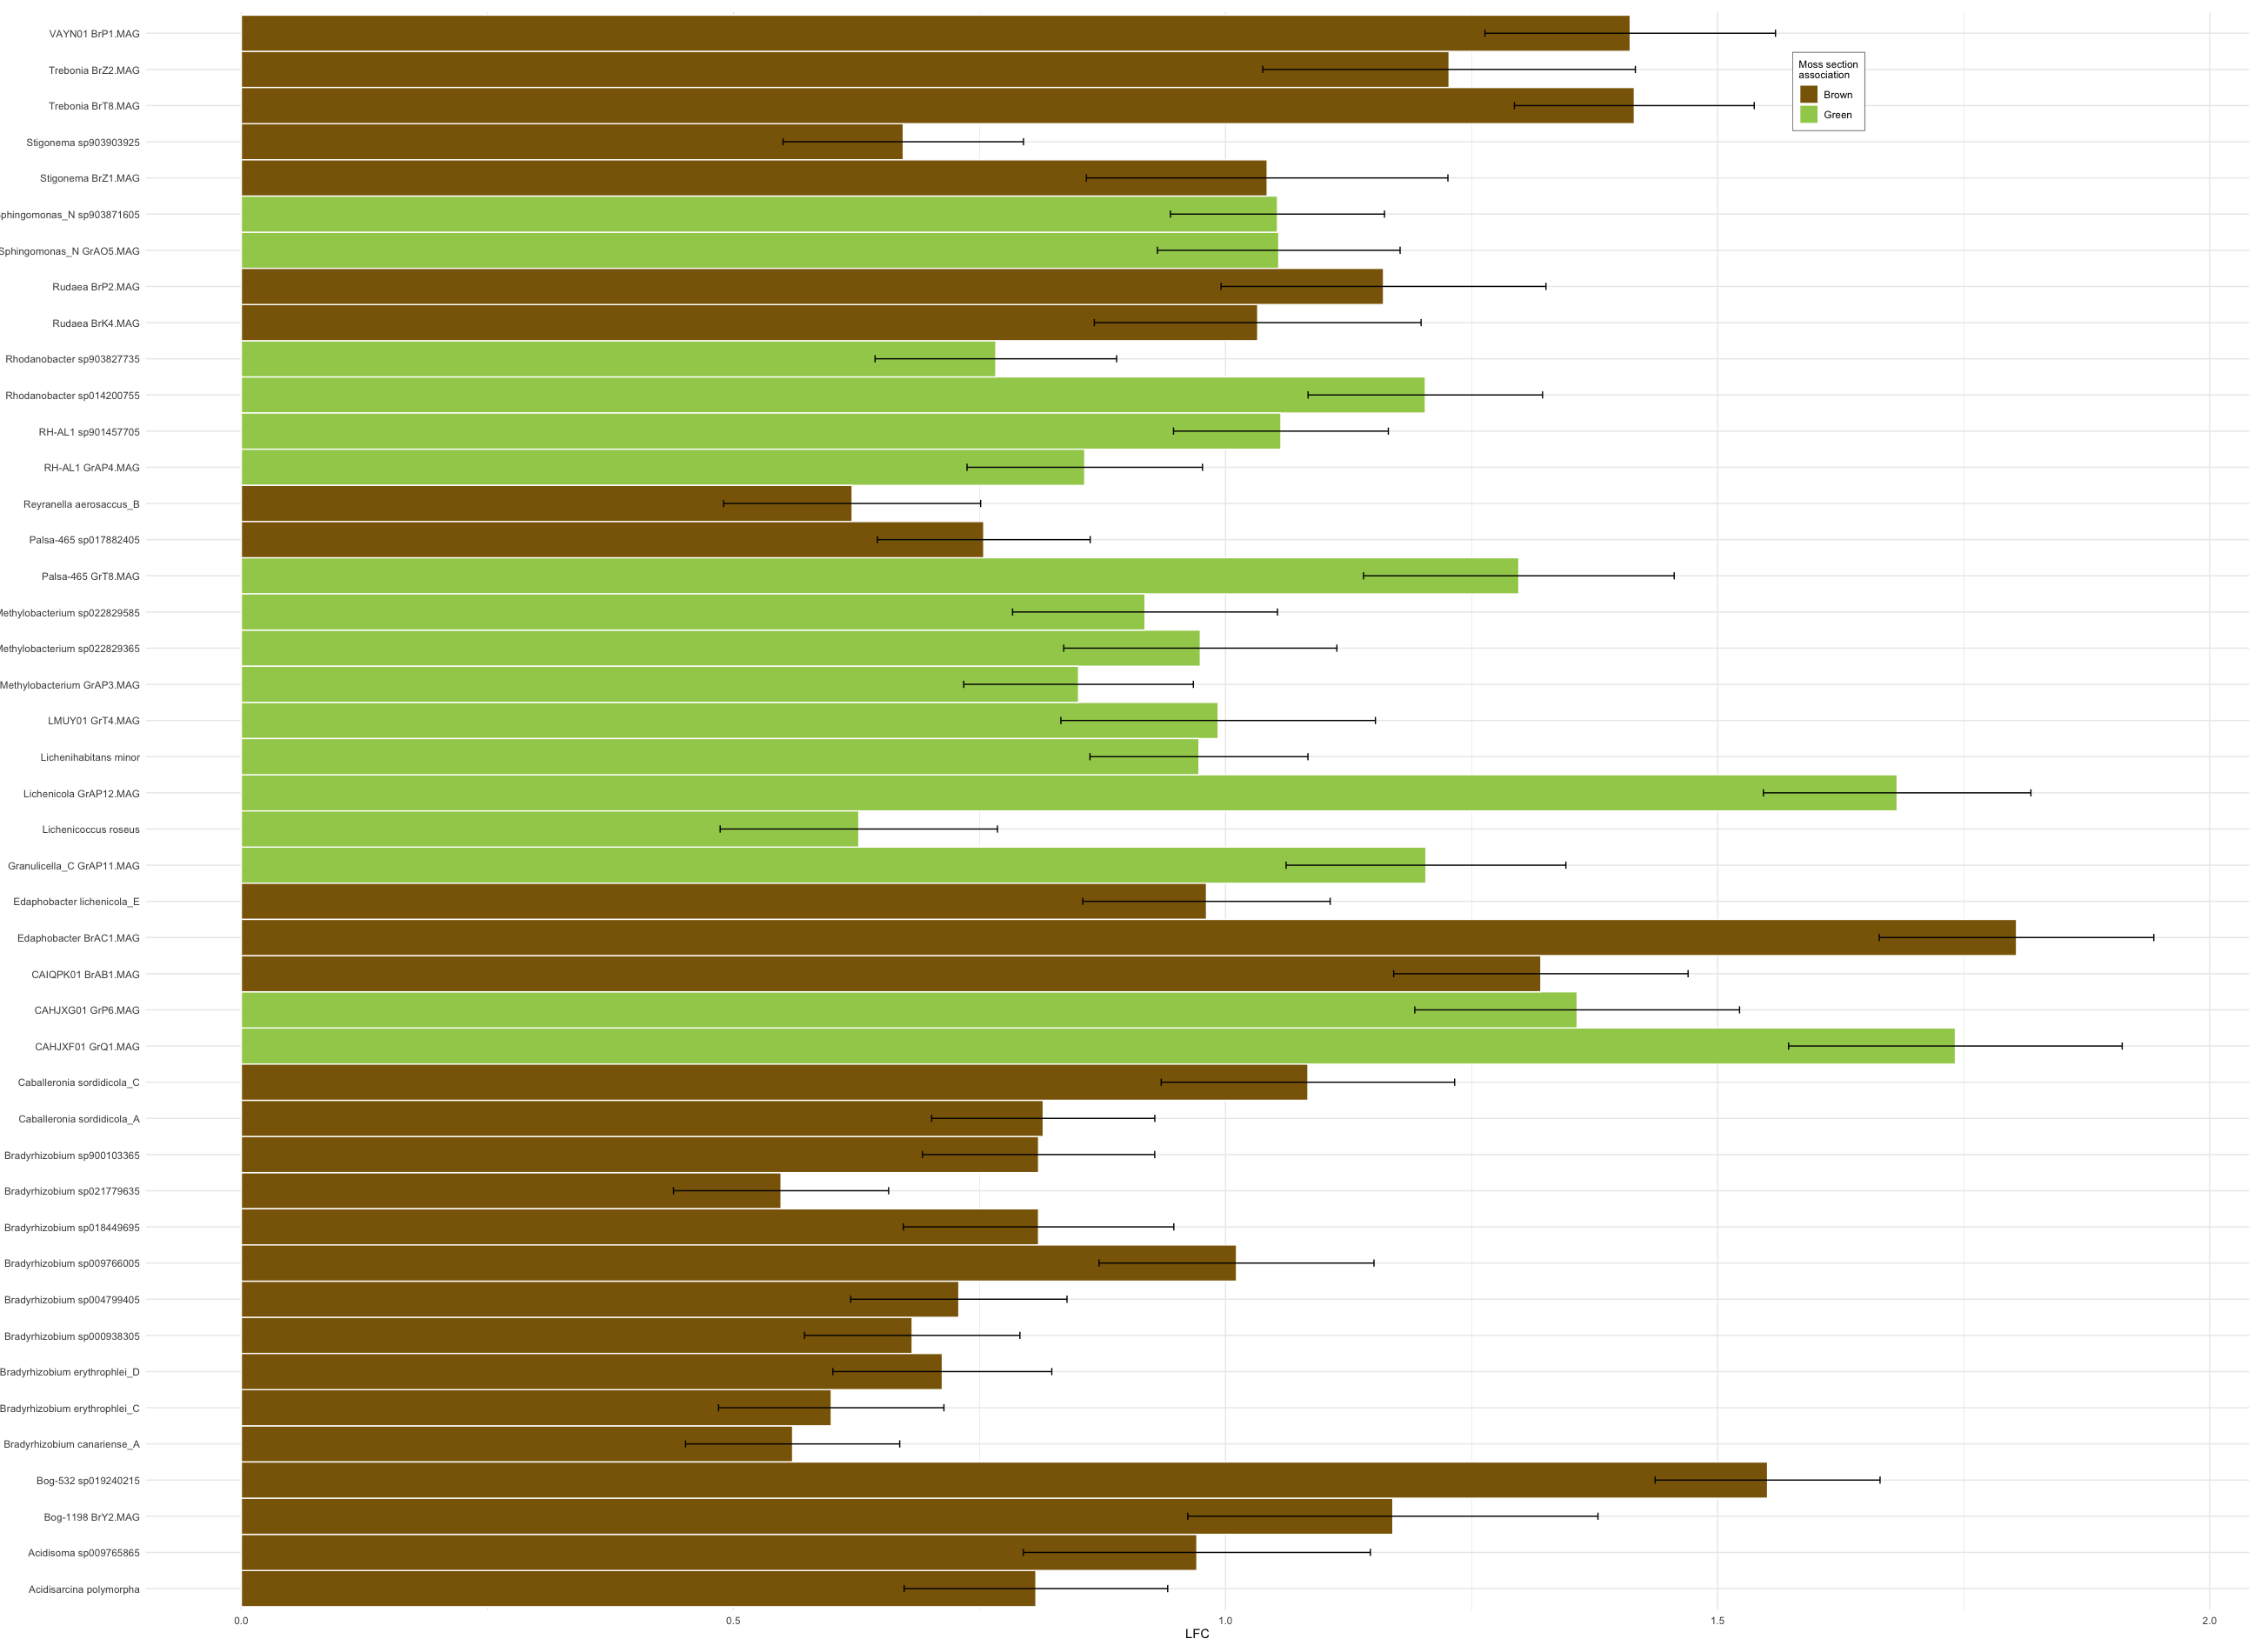 VAYN01 BrP1.MAG
Trebonia BrZ2.MAG
Moss section
association
Brown
Green
Trebonia BrT8.MAG
Stigonema sp903903925
Stigonema BrZ1.MAG
phingomonas_N sp903871605
Sphingomonas_N GrAO5.MAG
Rudaea BrP2.MAG
Rudaea BrK4.MAG
Rhodanobacter sp903827735
Rhodanobacter sp014200755
RH-AL1 sp901457705
RH-AL1 GrAP4.MAG
Reyranella aerosaccus_B
Palsa-465 sp017882405
Palsa-465 GrT8.MAG
Methylobacterium sp022829585
Methylobacterium sp022829365
Methylobacterium GrAP3.MAG
LMUY01 GrT4.MAG
Lichenihabitans minor
Lichenicola GrAP12.MAG
Lichenicoccus roseus
Granulicella_C GrAP11.MAG
Edaphobacter lichenicola_E
Edaphobacter BrAC1.MAG
CAIQPK01 BrAB1.MAG
CAHJXG01 GrP6.MAG
CAHJXF01 GrQ1.MAG
Caballeronia sordidicola_C
Caballeronia sordidicola_A
Bradyrhizobium sp900103365
Bradyrhizobium sp021779635
Bradyrhizobium sp018449695
Bradyrhizobium sp009766005
Bradyrhizobium sp004799405
Bradyrhizobium sp000938305
Bradyrhizobium erythrophlei_D
Bradyrhizobium erythrophlei_C
Bradyrhizobium canariense_A
Bog-532 sp019240215
Bog-1198 BrY2.MAG
Acidisoma sp009765865
Acidisarcina polymorpha
0.0 0.5 1.0 1.5 2.0
LFC